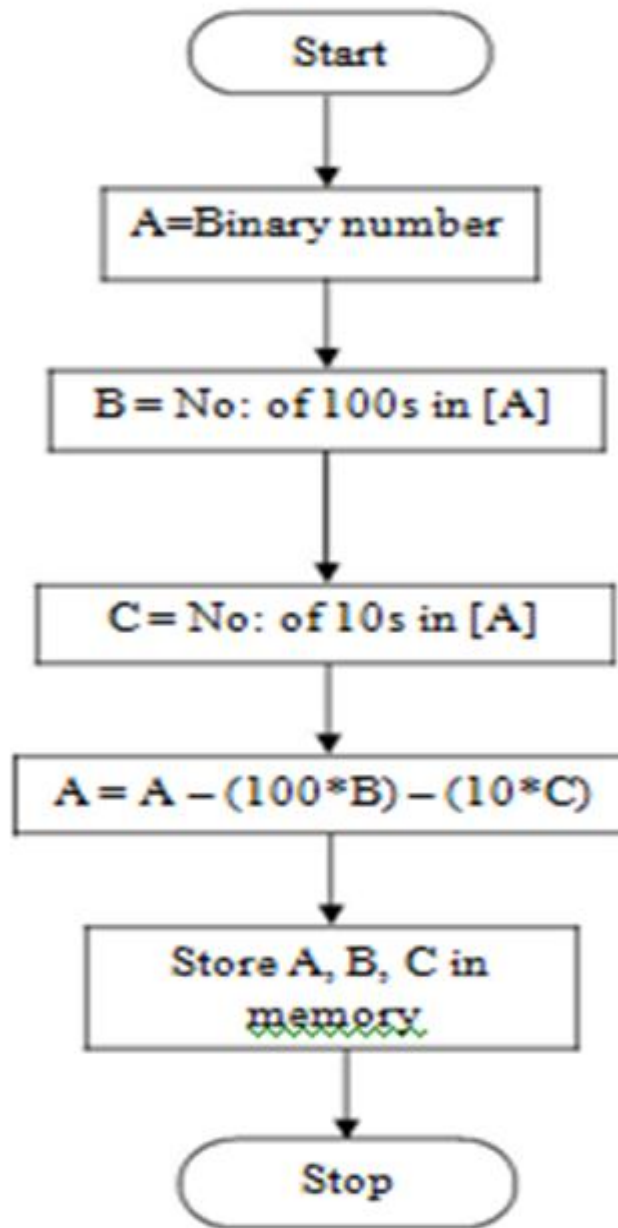 Start
A=Binary number
B = No: of 100s in [A]
C = No: of 10s in [A]
A = A – (100*B) – (10*C)
Store A, B, C in
memory
Stop